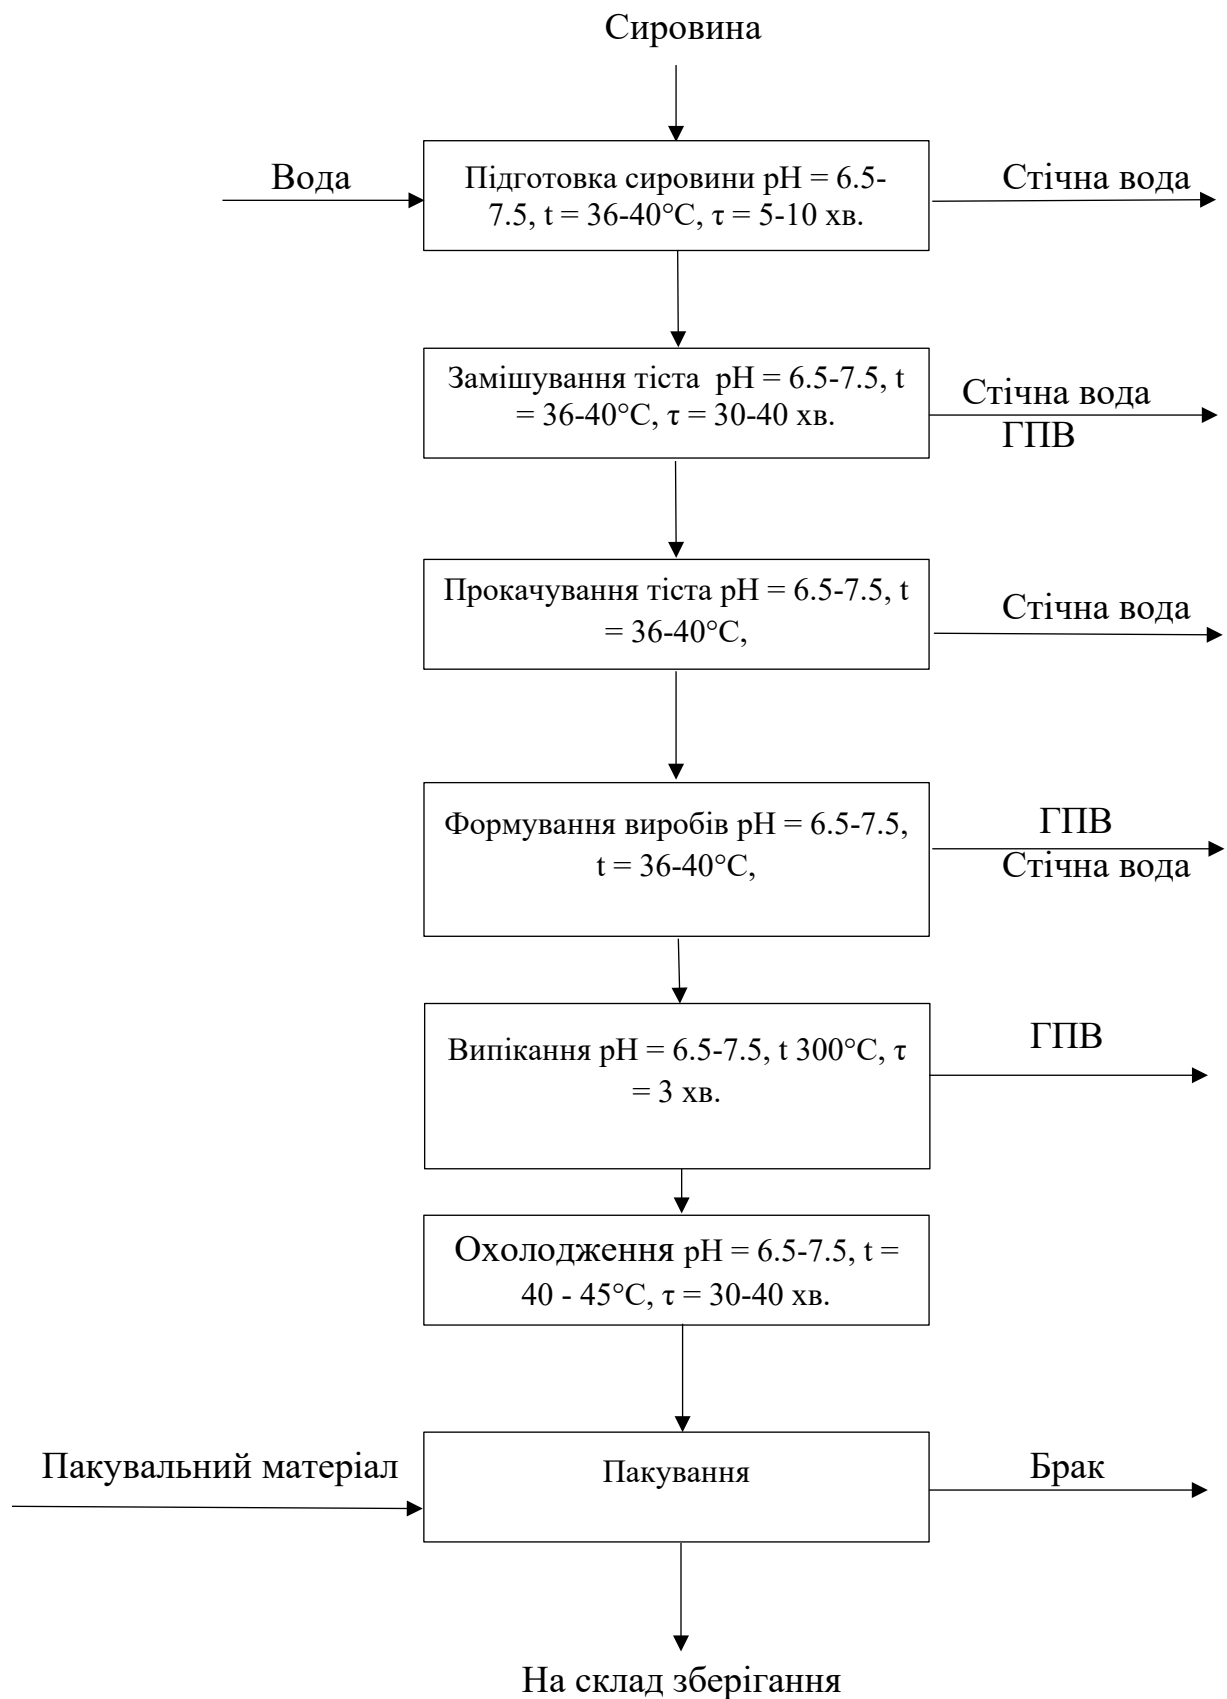 Сировина
Вода
Підготовка сировини pH = 6.5-
7.5, t = 36-40°C, τ = 5-10 хв.
Стічна вода
Замішування тіста  pH = 6.5-7.5, t
= 36-40°C, τ = 30-40 хв.
Стічна вода
ГПВ
Прокачування тіста pH = 6.5-7.5, t
= 36-40°C,
Стічна вода
Формування виробів pH = 6.5-7.5,
t = 36-40°C,
ГПВ
Стічна вода
Випікання pH = 6.5-7.5, t 300°C, τ
= 3 хв.
ГПВ
Охолодження pH = 6.5-7.5, t =
40 - 45°C, τ = 30-40 хв.
Пакувальний матеріал
Пакування
Брак
На склад зберігання